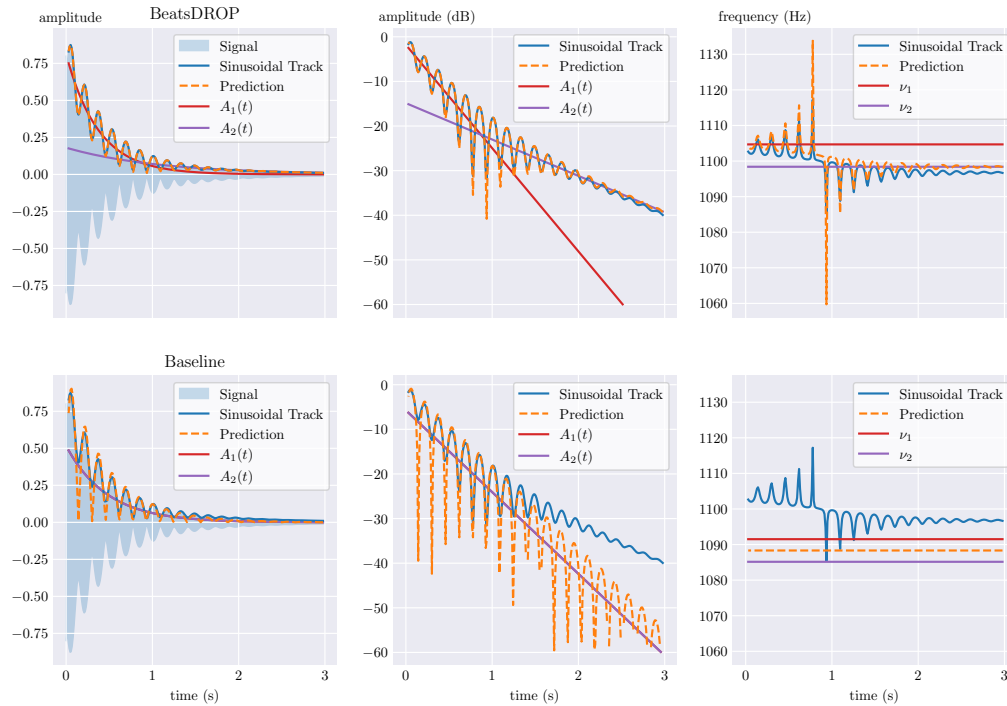 BeatsDROP
amplitude
Signal
Sinusoidal Track
Prediction
A₁(t)
A₂(t)
0.75
0.50
0.25
0.00
−0.25
−0.50
−0.75
amplitude (dB)
Sinusoidal Track
Prediction
A₁(t)
A₂(t)
0
−10
−20
−30
−40
−50
−60
frequency (Hz)
Sinusoidal Track
Prediction
ν₁
ν₂
1130
1120
1110
1100
1090
1080
1070
1060
Baseline
Signal
Sinusoidal Track
Prediction
A₁(t)
A₂(t)
0.75
0.50
0.25
0.00
−0.25
−0.50
−0.75
0 1 2 3
time (s)
Sinusoidal Track
Prediction
A₁(t)
A₂(t)
0
−10
−20
−30
−40
−50
−60
0 1 2 3
time (s)
Sinusoidal Track
Prediction
ν₁
ν₂
1130
1120
1110
1100
1090
1080
1070
1060
0 1 2 3
time (s)